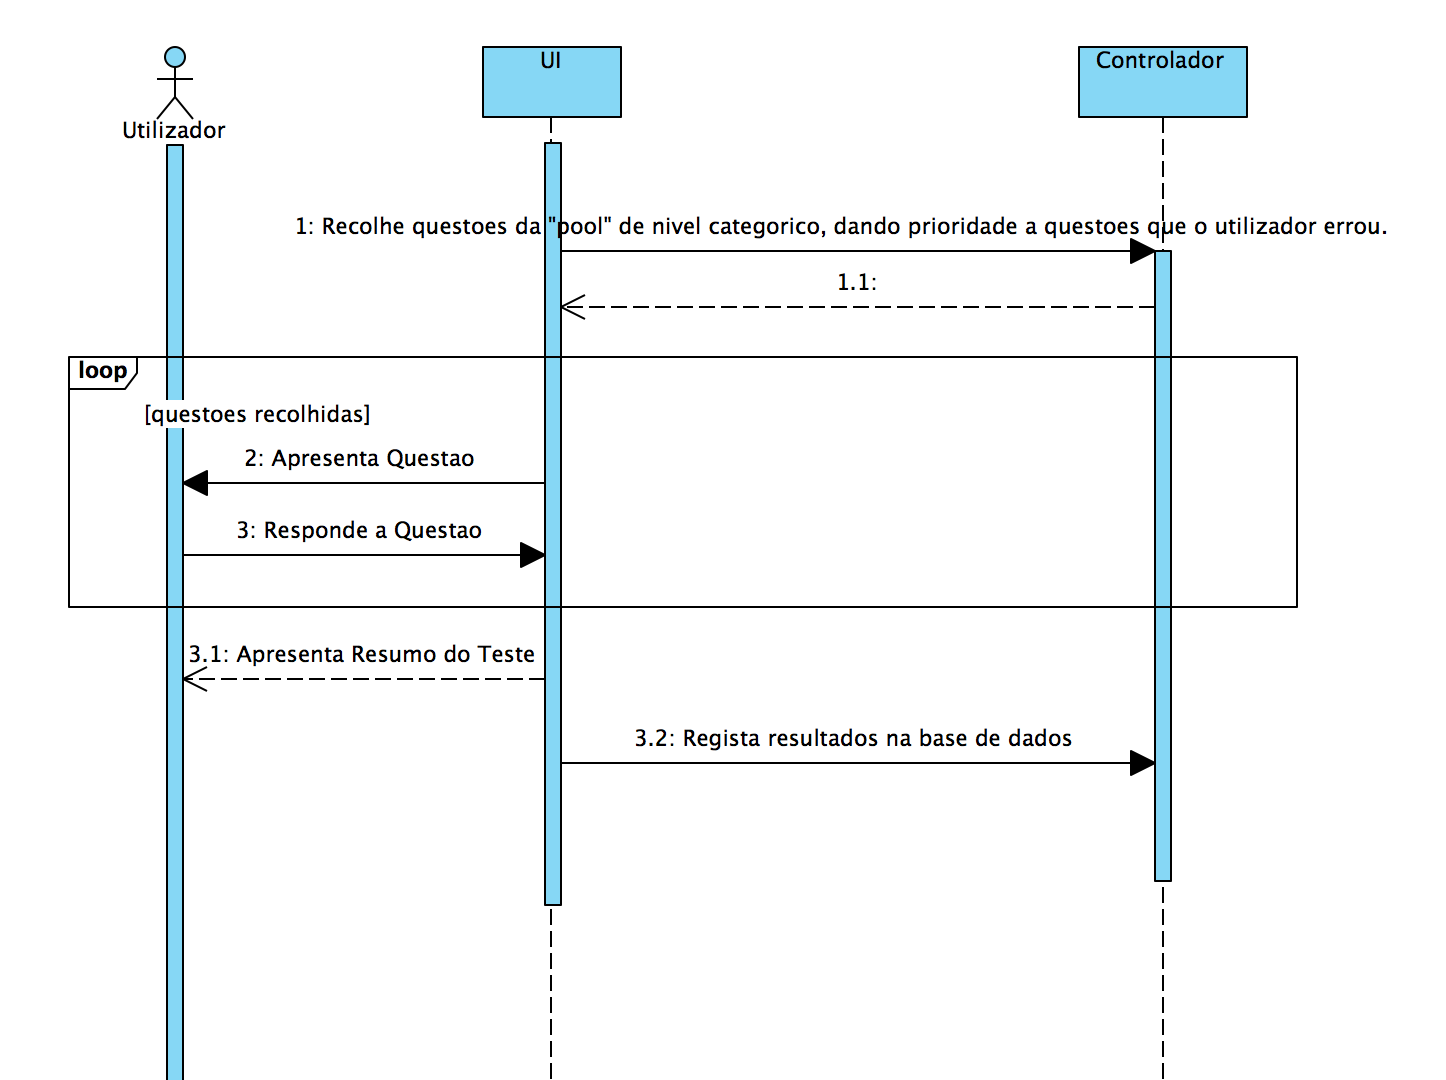 Utilizador
UI
Controlador
1: Recolhe questoes da "pool" de nivel categorico, dando prioridade a questoes que o utilizador errou.
1.1:
loop
[questoes recolhidas]
2: Apresenta Questao
3: Responde a Questao
3.1: Apresenta Resumo do Teste
3.2: Regista resultados na base de dados